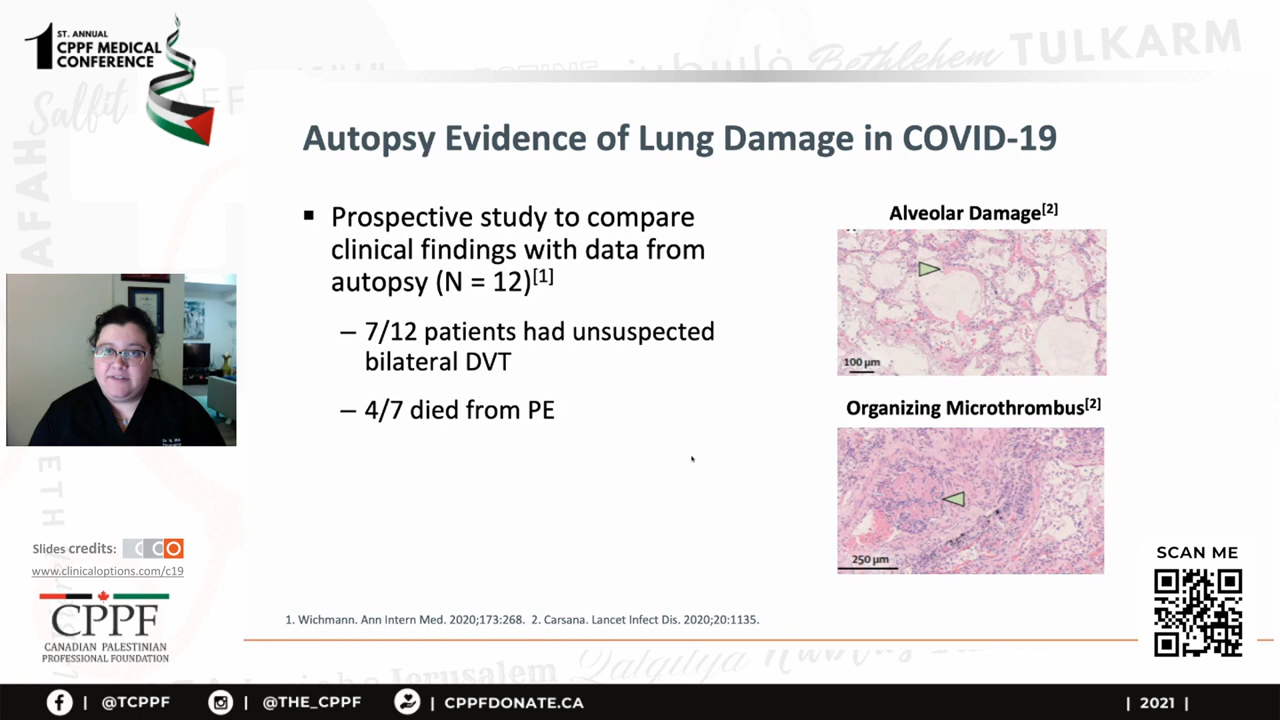 ST. ANNUAL
1 CPPF MEDICAL
CONFERENCE
Salfit
فلسطين
Bethlehem
TULKARM
AFAH
Autopsy Evidence of Lung Damage in COVID-19
▪ Prospective study to compare
clinical findings with data from
autopsy (N = 12)[1]
– 7/12 patients had unsuspected
bilateral DVT
– 4/7 died from PE
Alveolar Damage[2]
100 µm
Organizing Microthrombus[2]
250 µm
Slides credits: CCO
www.clinicaloptions.com/c19
CPPF
CANADIAN PALESTINIAN
PROFESSIONAL FOUNDATION
SCAN ME
1. Wichmann. Ann Intern Med. 2020;173:268. 2. Carsana. Lancet Infect Dis. 2020;20:1135.
Jerusalem
Qalqilya
| @TCPPF
| @THE_CPPF
| CPPFDONATE.CA
| 2021 |